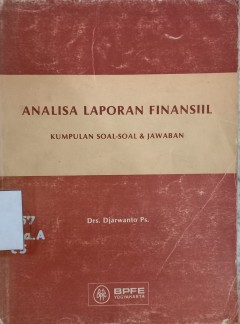 ANALISA LAPORAN FINANSIIL
KUMPULAN SOAL-SOAL & JAWABAN
Drs. Djarwanto Ps.
BPFE
YOGYAKARTA